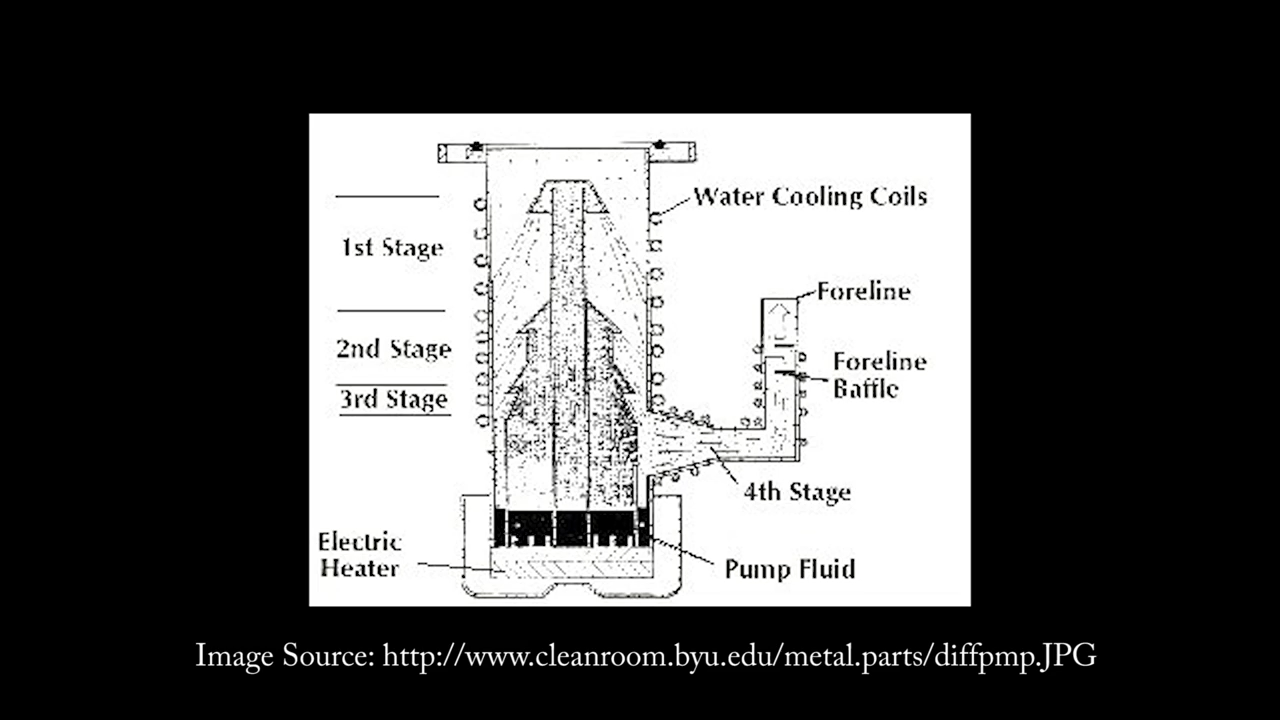 Water Cooling Coils
1st Stage
Foreline
2nd Stage
Foreline
Baffle
3rd Stage
4th Stage
Electric
Heater
Pump Fluid
Image Source: http://www.cleanroom.byu.edu/metal.parts/diffpmp.JPG